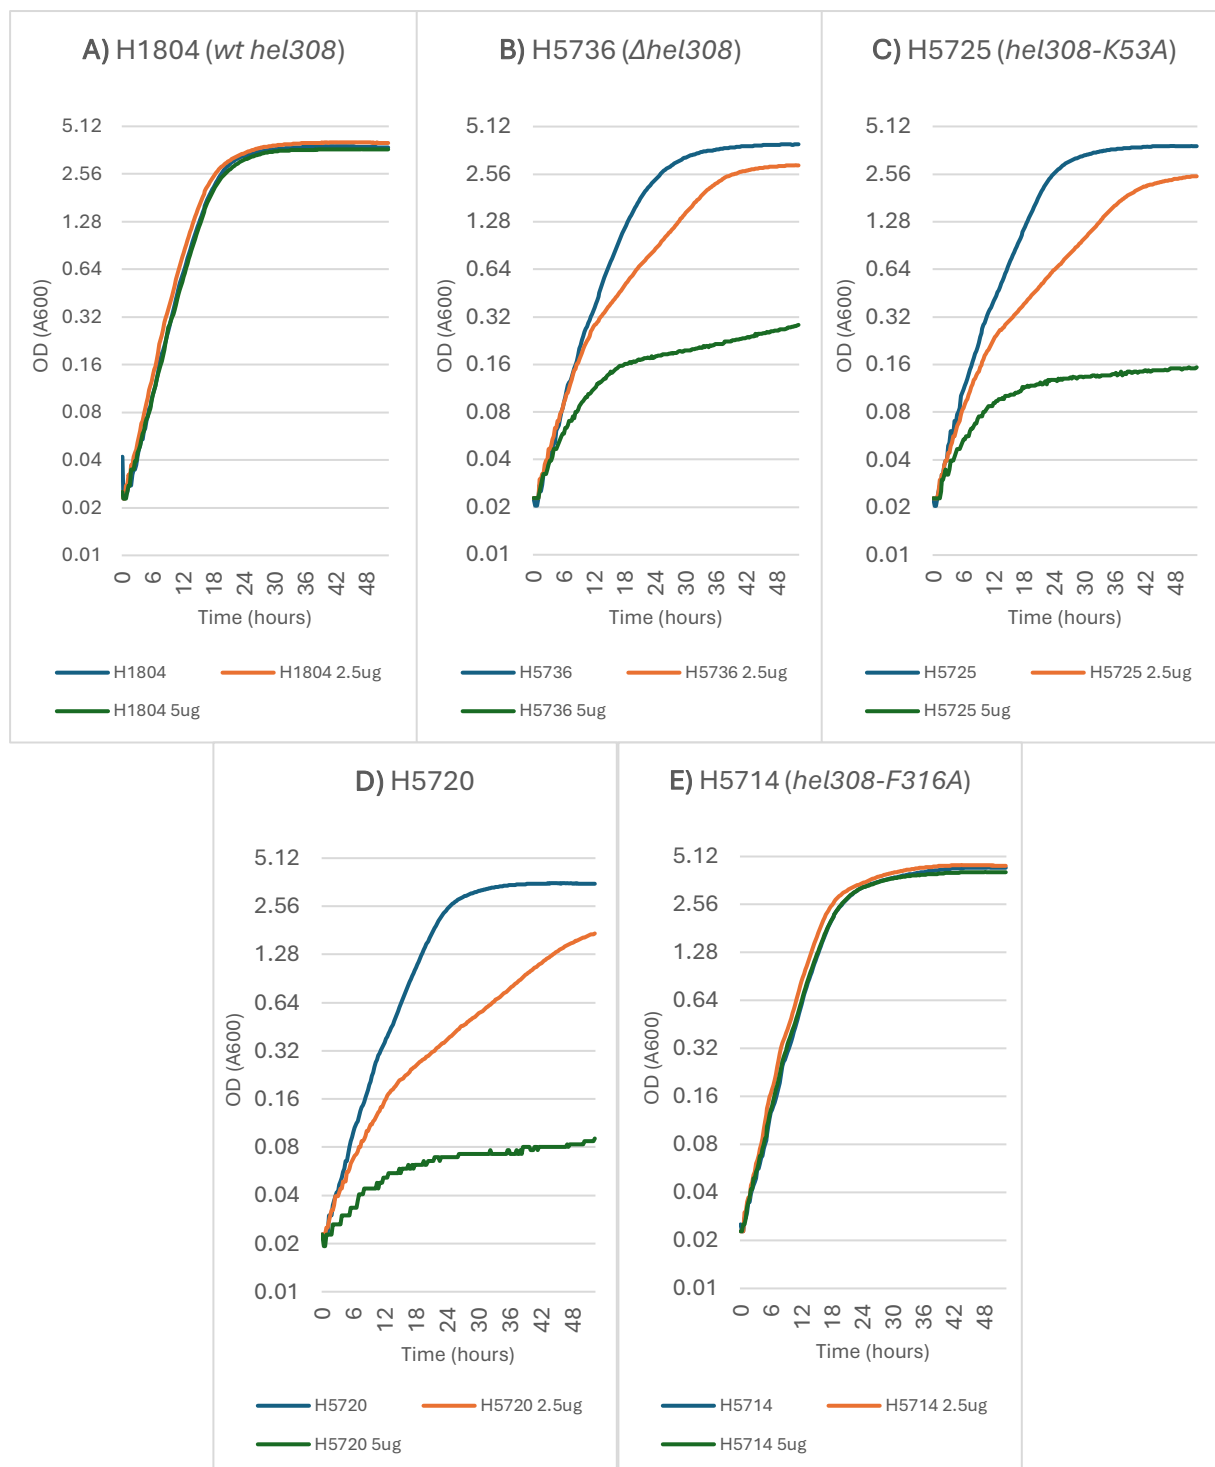 A) H1804 (wt hel308)
5.12
2.56
1.28
0.64
0.32
0.16
0.08
0.04
0.02
0.01
OD (A600)
0 6 12 18 24 30 36 42 48
Time (hours)
H1804 H1804 2.5ug
H1804 5ug
B) H5736 (Δhel308)
5.12
2.56
1.28
0.64
0.32
0.16
0.08
0.04
0.02
0.01
OD (A600)
0 6 12 18 24 30 36 42 48
Time (hours)
H5736 H5736 2.5ug
H5736 5ug
C) H5725 (hel308-K53A)
5.12
2.56
1.28
0.64
0.32
0.16
0.08
0.04
0.02
0.01
OD (A600)
0 6 12 18 24 30 36 42 48
Time (hours)
H5725 H5725 2.5ug
H5725 5ug
D) H5720
5.12
2.56
1.28
0.64
0.32
0.16
0.08
0.04
0.02
0.01
OD (A600)
0 6 12 18 24 30 36 42 48
Time (hours)
H5720 H5720 2.5ug
H5720 5ug
E) H5714 (hel308-F316A)
5.12
2.56
1.28
0.64
0.32
0.16
0.08
0.04
0.02
0.01
OD (A600)
0 6 12 18 24 30 36 42 48
Time (hours)
H5714 H5714 2.5ug
H5714 5ug